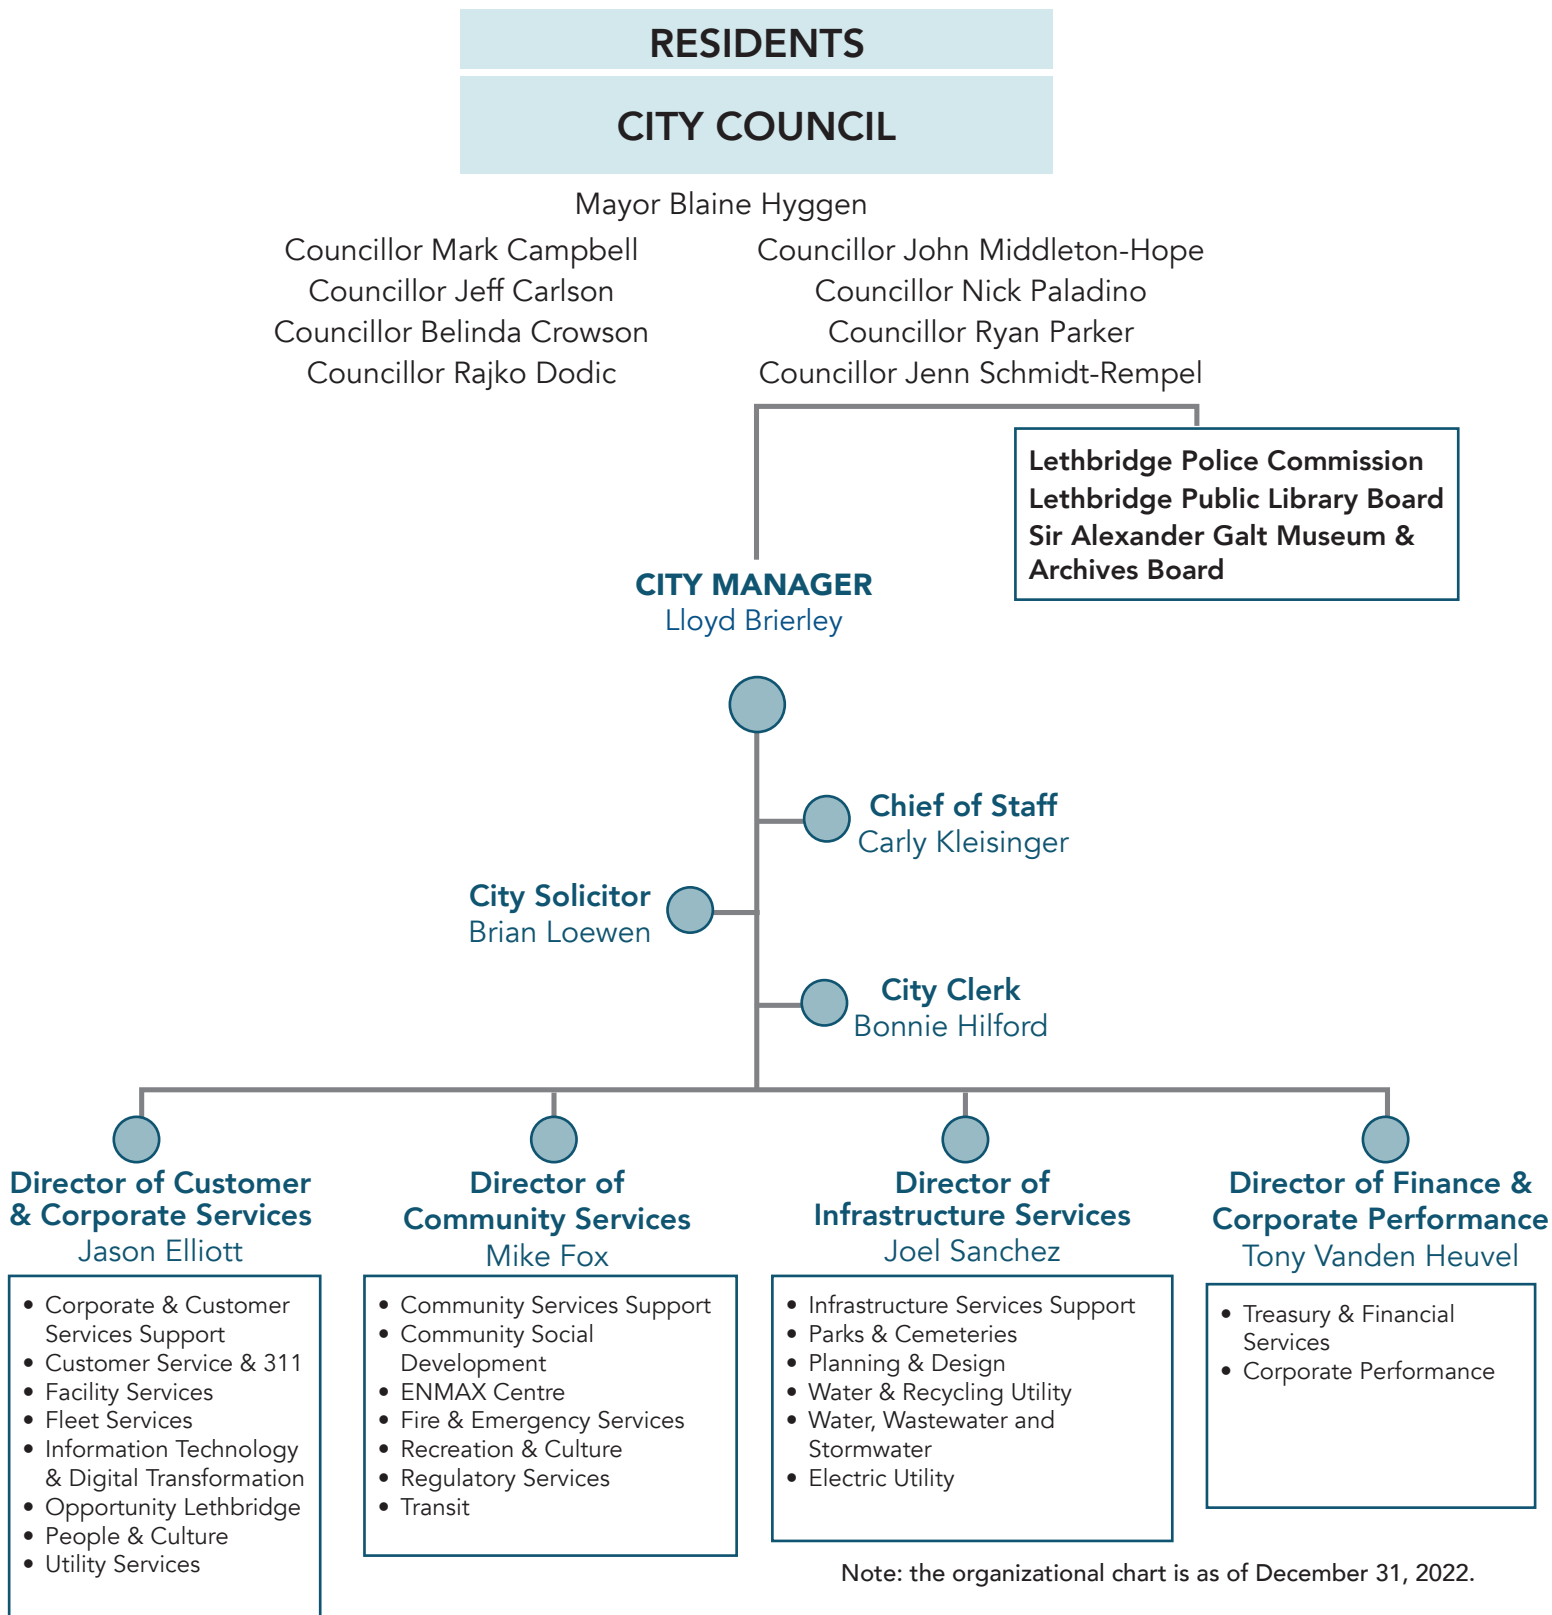 RESIDENTS
CITY COUNCIL
Mayor Blaine Hyggen
Councillor Mark Campbell
Councillor Jeff Carlson
Councillor Belinda Crowson
Councillor Rajko Dodic
Councillor John Middleton-Hope
Councillor Nick Paladino
Councillor Ryan Parker
Councillor Jenn Schmidt-Rempel
Lethbridge Police Commission
Lethbridge Public Library Board
Sir Alexander Galt Museum &
Archives Board
CITY MANAGER
Lloyd Brierley
Chief of Staff
Carly Kleisinger
City Solicitor
Brian Loewen
City Clerk
Bonnie Hilford
Director of Customer
& Corporate Services
Jason Elliott
• Corporate & Customer
Services Support
• Customer Service & 311
• Facility Services
• Fleet Services
• Information Technology
& Digital Transformation
• Opportunity Lethbridge
• People & Culture
• Utility Services
Director of
Community Services
Mike Fox
• Community Services Support
• Community Social
Development
• ENMAX Centre
• Fire & Emergency Services
• Recreation & Culture
• Regulatory Services
• Transit
Director of
Infrastructure Services
Joel Sanchez
• Infrastructure Services Support
• Parks & Cemeteries
• Planning & Design
• Water & Recycling Utility
• Water, Wastewater and
Stormwater
• Electric Utility
Director of Finance &
Corporate Performance
Tony Vanden Heuvel
• Treasury & Financial
Services
• Corporate Performance
Note: the organizational chart is as of December 31, 2022.